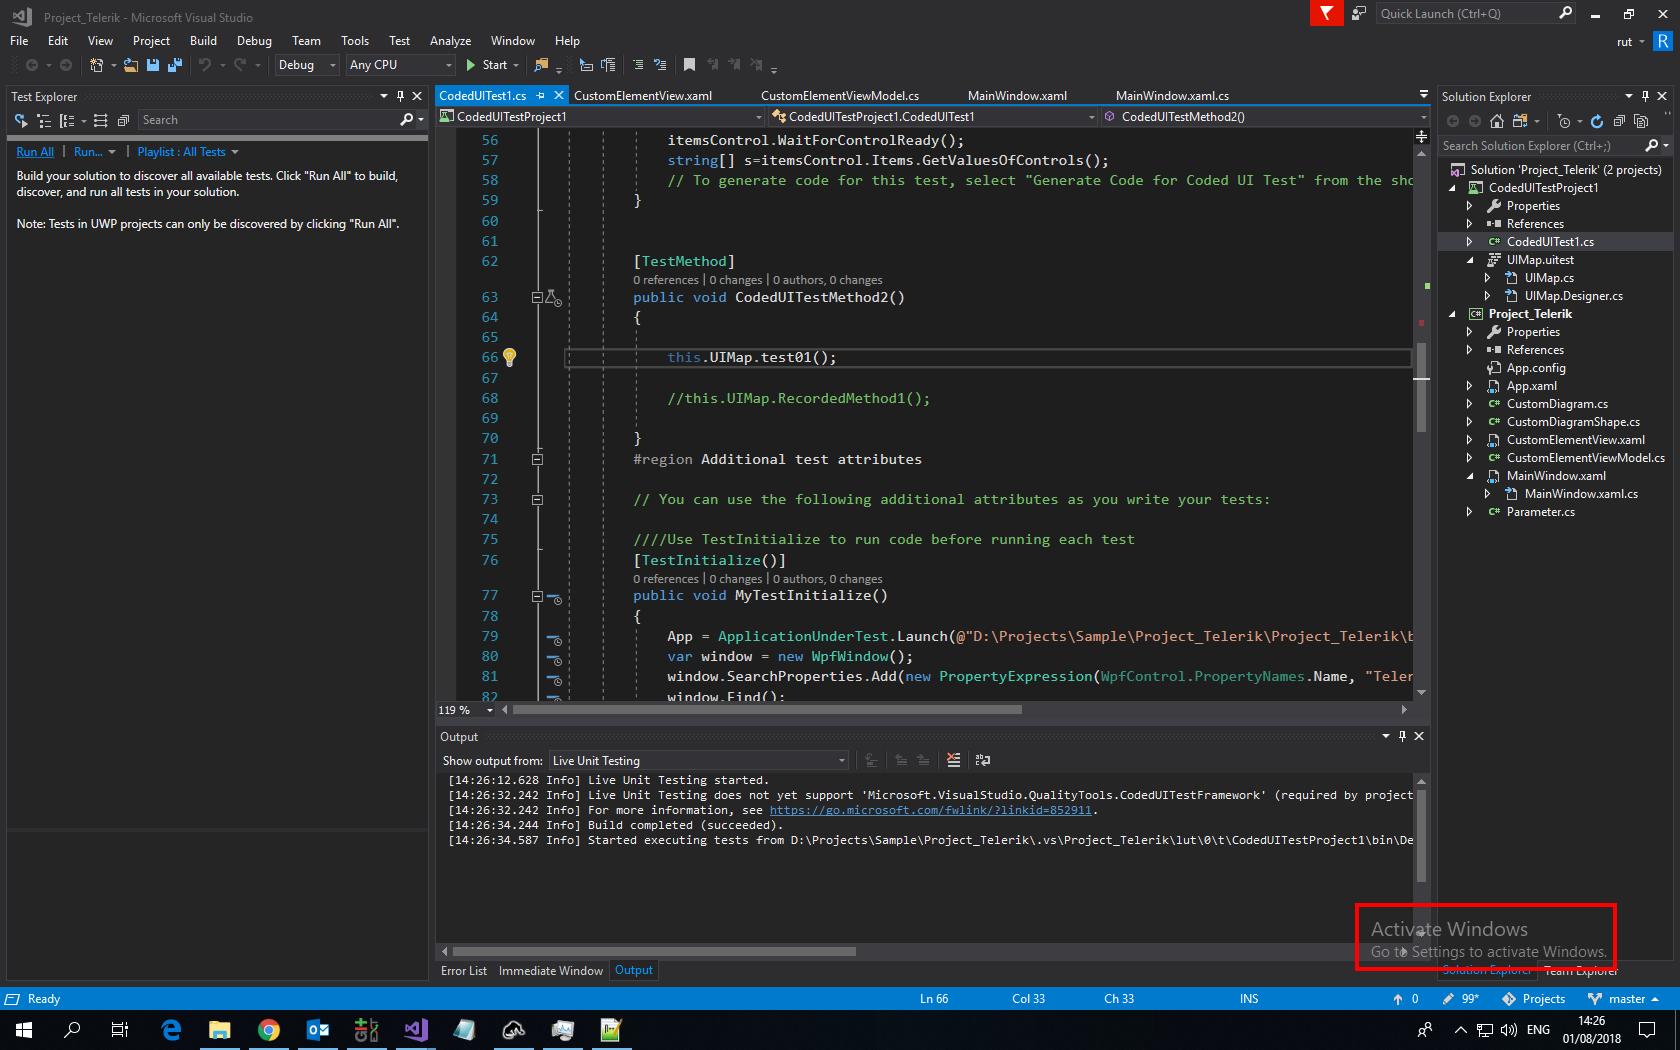 Project_Telerik - Microsoft Visual Studio
Quick Launch (Ctrl+Q)
File Edit View Project Build Debug Team Tools Test Analyze Window Help
rut R
Debug Any CPU Start
Test Explorer
Search
Run All | Run... | Playlist : All Tests
Build your solution to discover all available tests. Click "Run All" to build,
discover, and run all tests in your solution.
Note: Tests in UWP projects can only be discovered by clicking "Run All".
CodedUITest1.cs CustomElementView.xaml CustomElementViewModel.cs MainWindow.xaml MainWindow.xaml.cs
CodedUITestProject1 CodedUITestProject1.CodedUITest1 CodedUITestMethod2()
56 itemsControl.WaitForControlReady();
57 string[] s=itemsControl.Items.GetValuesOfControls();
58 // To generate code for this test, select "Generate Code for Coded UI Test" from the sho
59 }
60
61
62 [TestMethod]
0 references | 0 changes | 0 authors, 0 changes
63 public void CodedUITestMethod2()
64 {
65
66 this.UIMap.test01();
67
68 //this.UIMap.RecordedMethod1();
69
70 }
71 #region Additional test attributes
72
73 // You can use the following additional attributes as you write your tests:
74
75 ////Use TestInitialize to run code before running each test
76 [TestInitialize()]
0 references | 0 changes | 0 authors, 0 changes
77 public void MyTestInitialize()
78 {
79 App = ApplicationUnderTest.Launch(@"D:\Projects\Sample\Project_Telerik\Project_Telerik\b
80 var window = new WpfWindow();
81 window.SearchProperties.Add(new PropertyExpression(WpfControl.PropertyNames.Name, "Teler
82 window.Find();
119 %
Output
Show output from: Live Unit Testing
[14:26:12.628 Info] Live Unit Testing started.
[14:26:32.242 Info] Live Unit Testing does not yet support 'Microsoft.VisualStudio.QualityTools.CodedUITestFramework' (required by project
[14:26:32.242 Info] For more information, see https://go.microsoft.com/fwlink/?linkid=852911.
[14:26:34.244 Info] Build completed (succeeded).
[14:26:34.587 Info] Started executing tests from D:\Projects\Sample\Project_Telerik\.vs\Project_Telerik\lut\0\t\CodedUITestProject1\bin\De
Error List Immediate Window Output
Solution Explorer
Search Solution Explorer (Ctrl+;)
Solution 'Project_Telerik' (2 projects)
CodedUITestProject1
Properties
References
C# CodedUITest1.cs
UIMap.uitest
UIMap.cs
UIMap.Designer.cs
C# Project_Telerik
Properties
References
App.config
App.xaml
C# CustomDiagram.cs
C# CustomDiagramShape.cs
CustomElementView.xaml
C# CustomElementViewModel.cs
MainWindow.xaml
MainWindow.xaml.cs
C# Parameter.cs
Activate Windows
Go to Settings to activate Windows.
Solution Explorer Team Explorer
Ready Ln 66 Col 33 Ch 33 INS 0 99* Projects master
ENG
14:26
01/08/2018